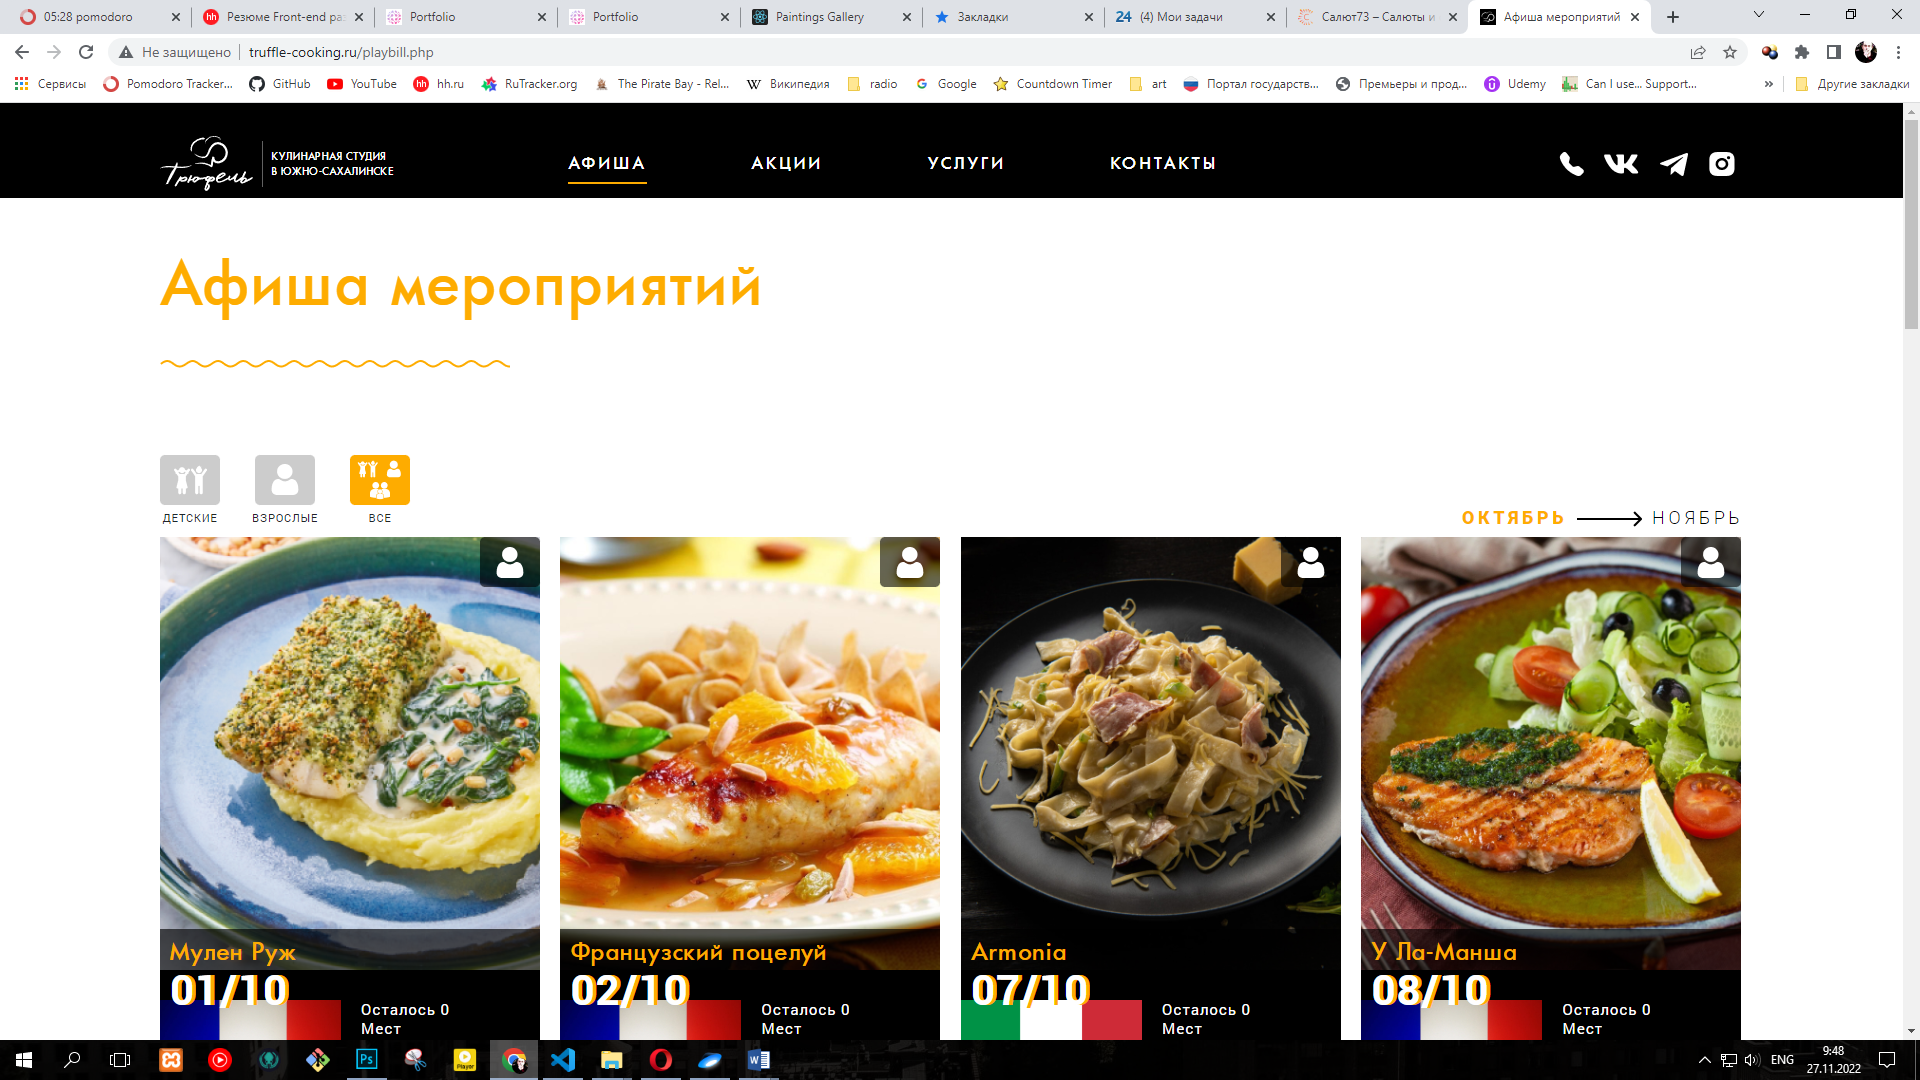 05:28 pomodoro
Резюме Front-end ра
Portfolio
Portfolio
Paintings Gallery
Закладки
24 (4) Мои задачи
Салют73 – Салюты и
Афиша мероприятий
Не защищено
truffle-cooking.ru/playbill.php
Сервисы
Pomodoro Tracker...
GitHub
YouTube
hh.ru
RuTracker.org
The Pirate Bay - Rel...
Википедия
radio
Google
Countdown Timer
art
Портал государств...
Премьеры и прод...
Udemy
Can I use... Support...
»
Другие закладки
Трюфель
КУЛИНАРНАЯ СТУДИЯ
В ЮЖНО-САХАЛИНСКЕ
АФИША
АКЦИИ
УСЛУГИ
КОНТАКТЫ
Афиша мероприятий
ДЕТСКИЕ
ВЗРОСЛЫЕ
ВСЕ
ОКТЯБРЬ
НОЯБРЬ
Мулен Руж
01/10
Осталось 0
Мест
Французский поцелуй
02/10
Осталось 0
Мест
Armonia
07/10
Осталось 0
Мест
У Ла-Манша
08/10
Осталось 0
Мест
ENG
9:48
27.11.2022